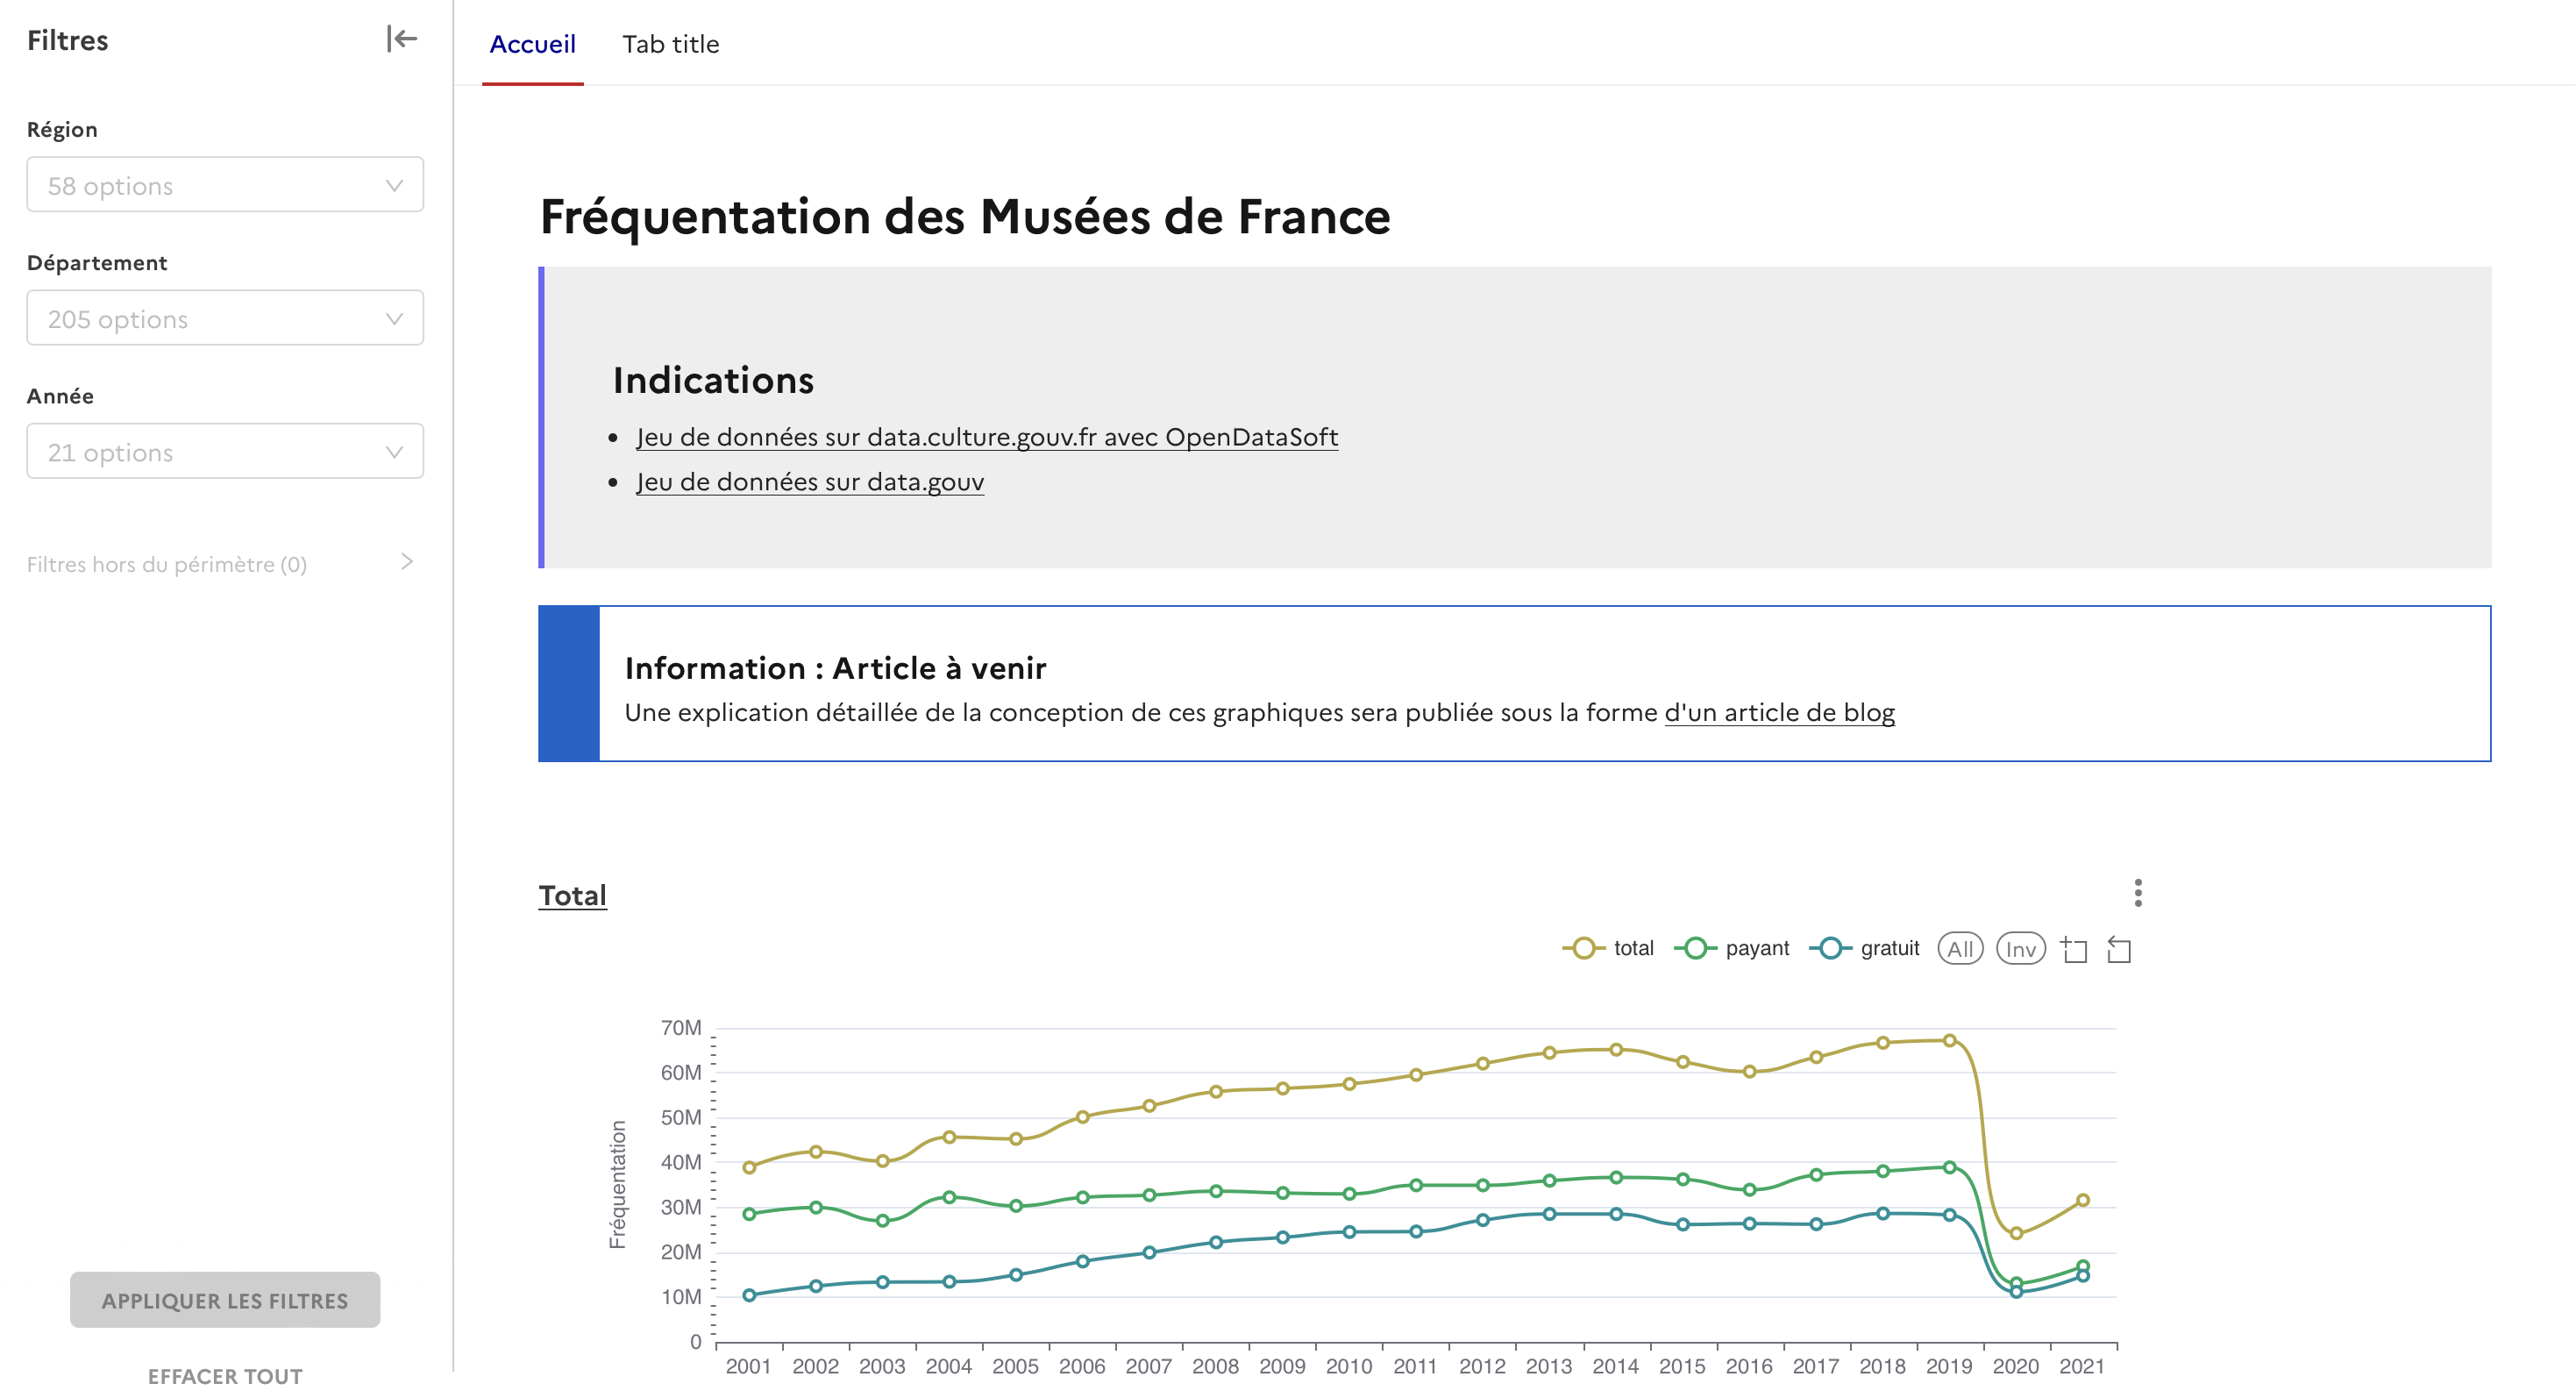 Filtres
Région
58 options
Département
205 options
Année
21 options
Filtres hors du périmètre (0)
APPLIQUER LES FILTRES
EFFACER TOUT
Accueil
Tab title
Fréquentation des Musées de France
Indications
Jeu de données sur data.culture.gouv.fr avec OpenDataSoft
Jeu de données sur data.gouv
Information : Article à venir
Une explication détaillée de la conception de ces graphiques sera publiée sous la forme d'un article de blog
Total
total payant gratuit All Inv
Fréquentation
70M
60M
50M
40M
30M
20M
10M
0
2001 2002 2003 2004 2005 2006 2007 2008 2009 2010 2011 2012 2013 2014 2015 2016 2017 2018 2019 2020 2021